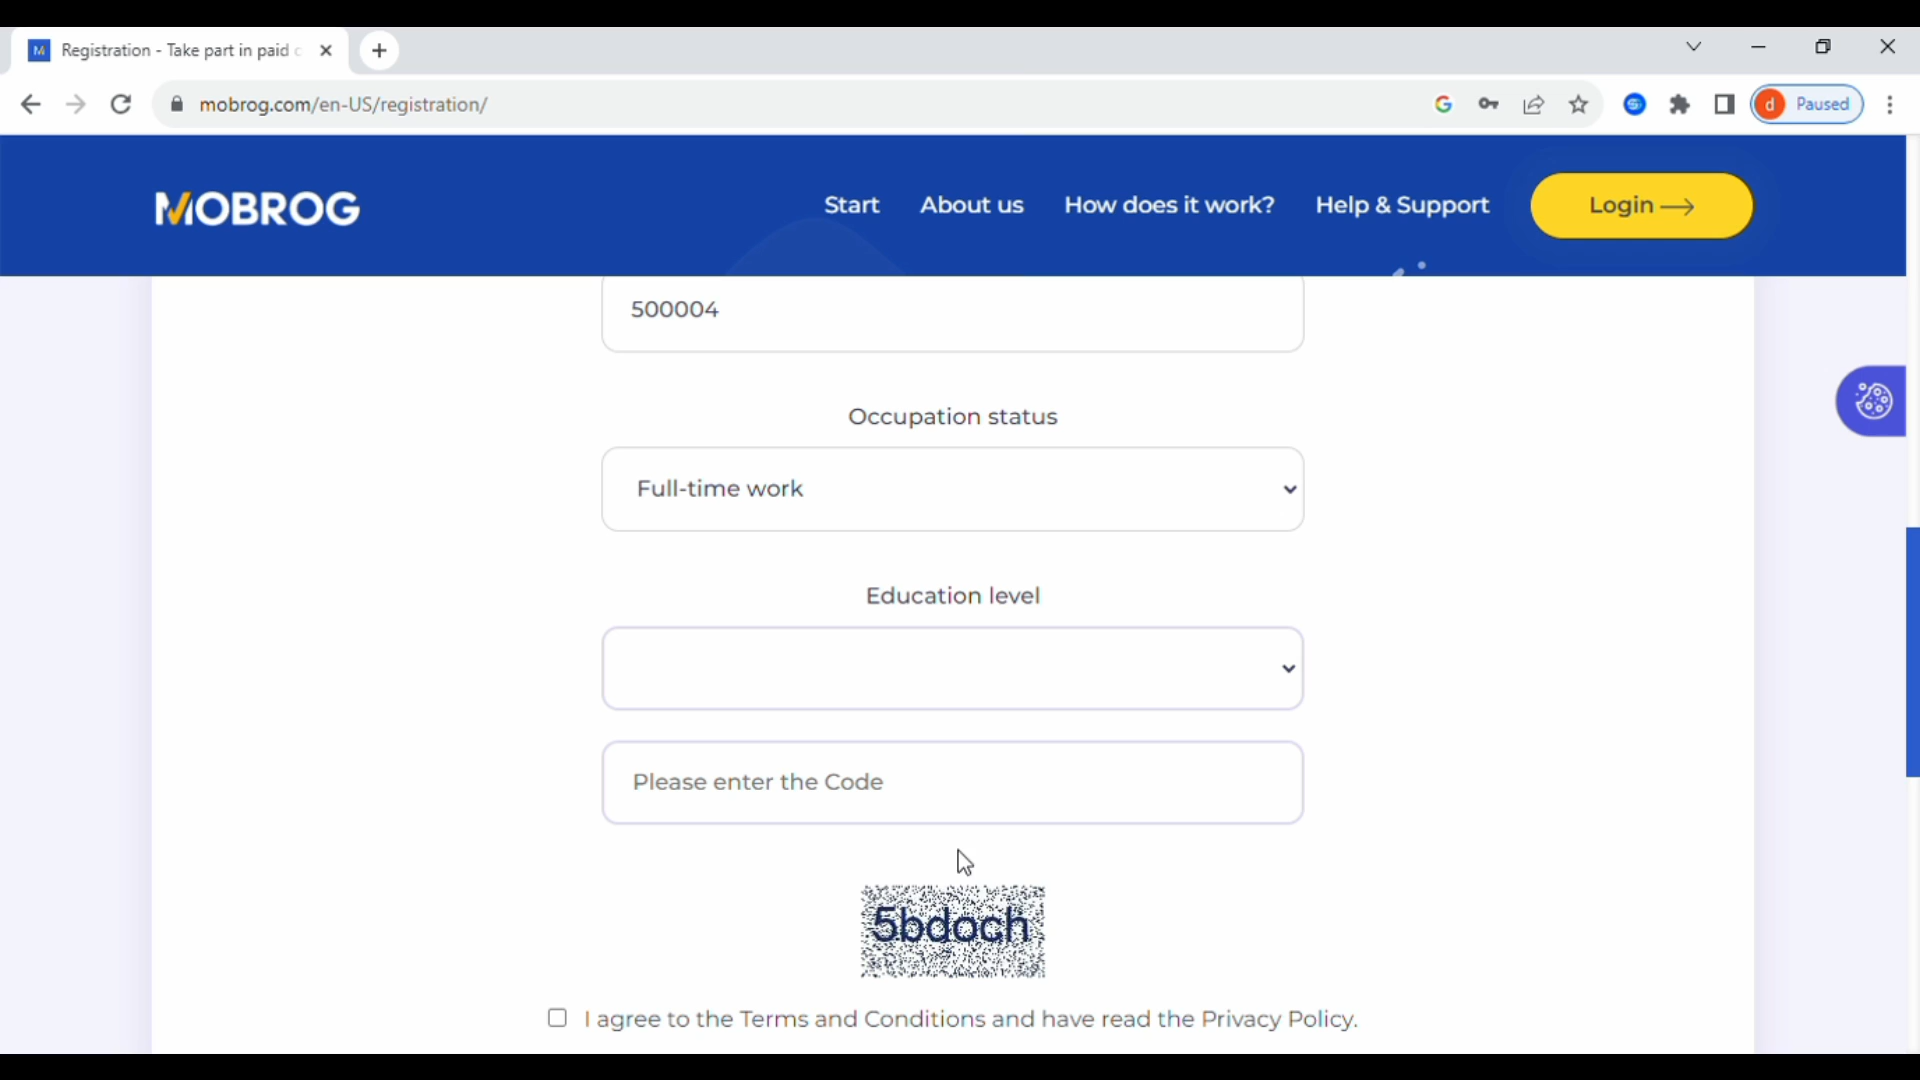 M Registration - Take part in paid
mobrog.com/en-US/registration/
d Paused
MOBROG
Start
About us
How does it work?
Help & Support
Login
500004
Occupation status
Full-time work
Education level
Please enter the Code
5bdoch
I agree to the Terms and Conditions and have read the Privacy Policy.